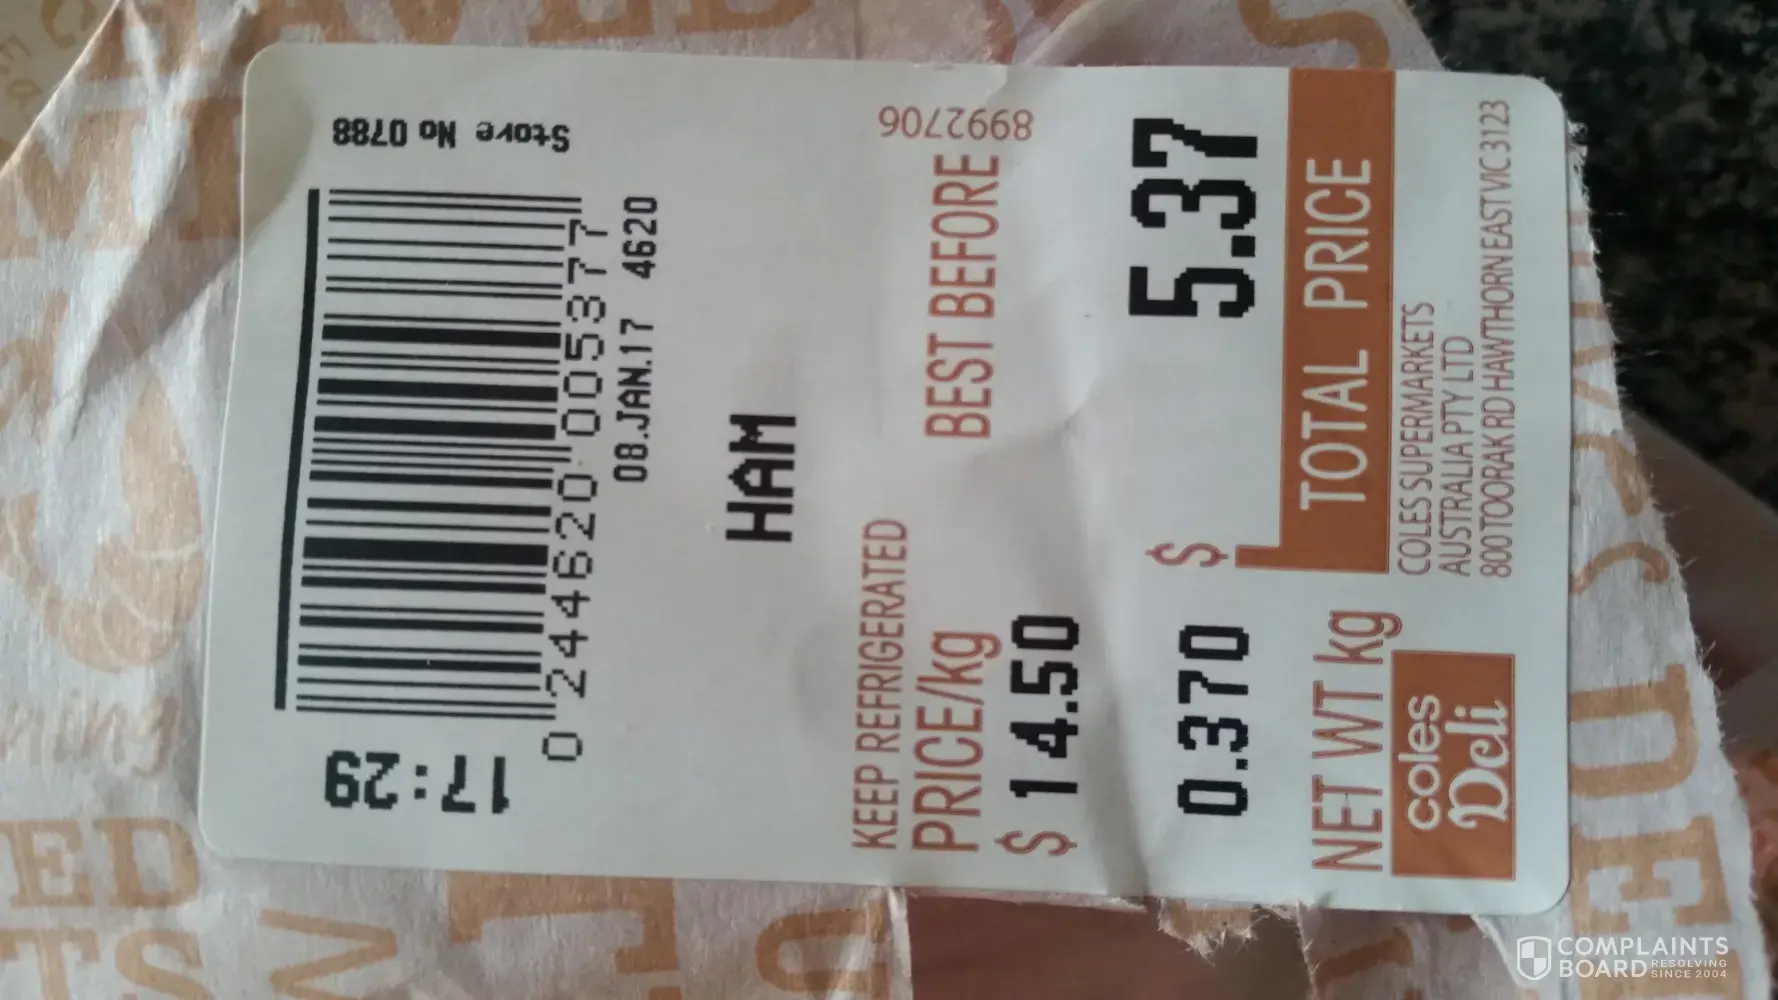 Store No 0788
17:29
0 244620 005377
08.JAN.17 4620
HAM
KEEP REFRIGERATED
8992706
PRICE/kg
BEST BEFORE
$ 14.50
0.370 $ 5.37
NET WT kg
TOTAL PRICE
coles
Deli
COLES SUPERMARKETS
AUSTRALIA PTY LTD
800 TOORAK RD HAWTHORN EAST VIC 3123
COMPLAINTS
BOARD RESOLVING
SINCE 2004